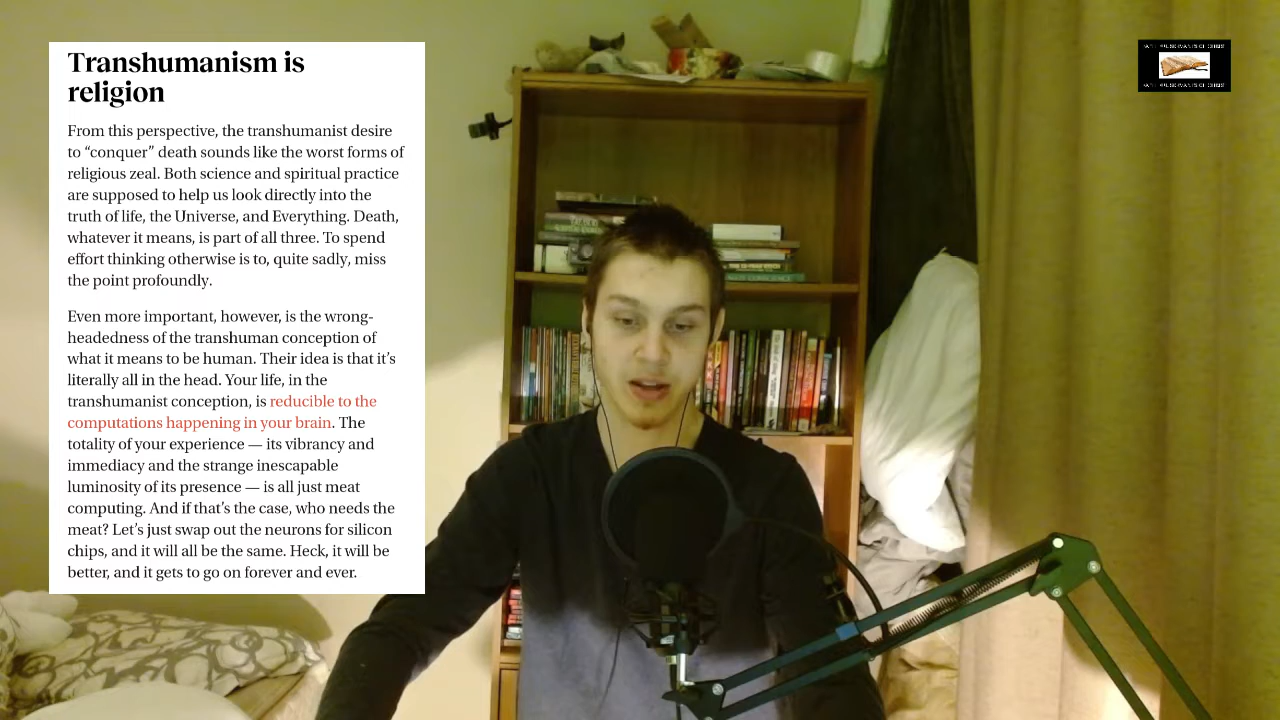 Transhumanism is
religion
From this perspective, the transhumanist desire
to “conquer” death sounds like the worst forms of
religious zeal. Both science and spiritual practice
are supposed to help us look directly into the
truth of life, the Universe, and Everything. Death,
whatever it means, is part of all three. To spend
effort thinking otherwise is to, quite sadly, miss
the point profoundly.
Even more important, however, is the wrong-
headedness of the transhuman conception of
what it means to be human. Their idea is that it’s
literally all in the head. Your life, in the
transhumanist conception, is reducible to the
computations happening in your brain. The
totality of your experience — its vibrancy and
immediacy and the strange inescapable
luminosity of its presence — is all just meat
computing. And if that’s the case, who needs the
meat? Let’s just swap out the neurons for silicon
chips, and it will all be the same. Heck, it will be
better, and it gets to go on forever and ever.